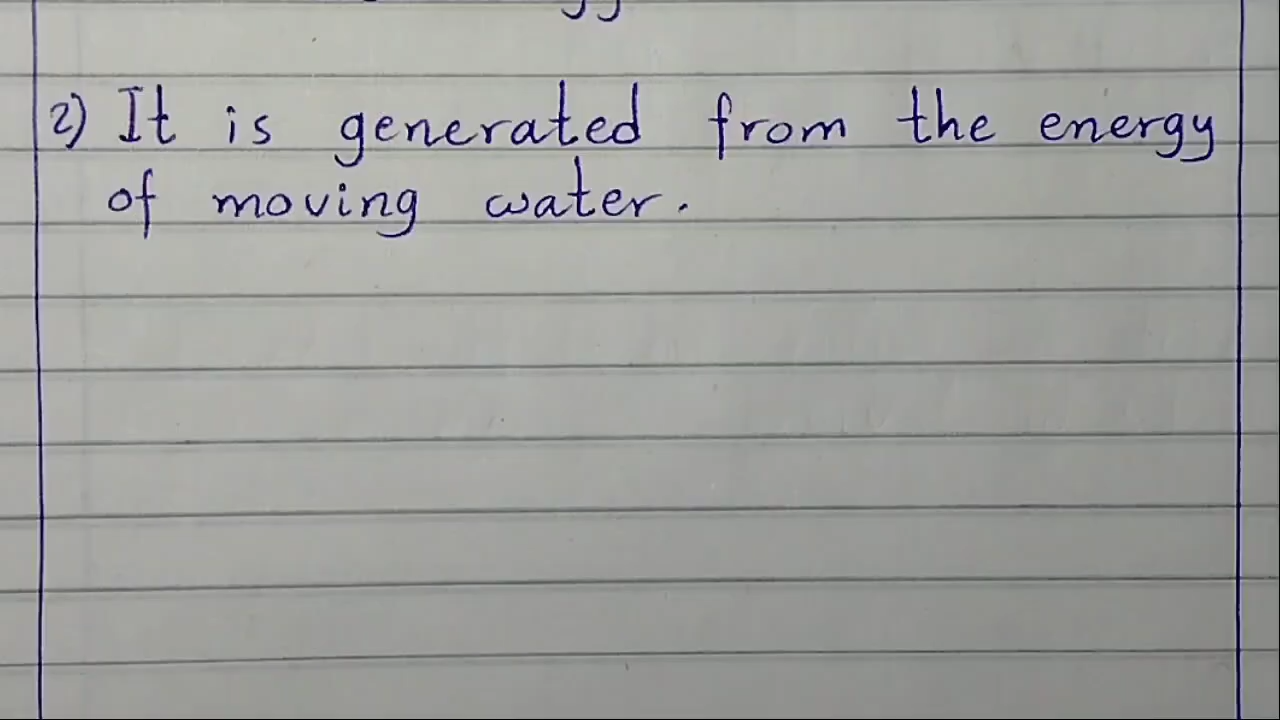 2) It is generated from the energy
of moving water.